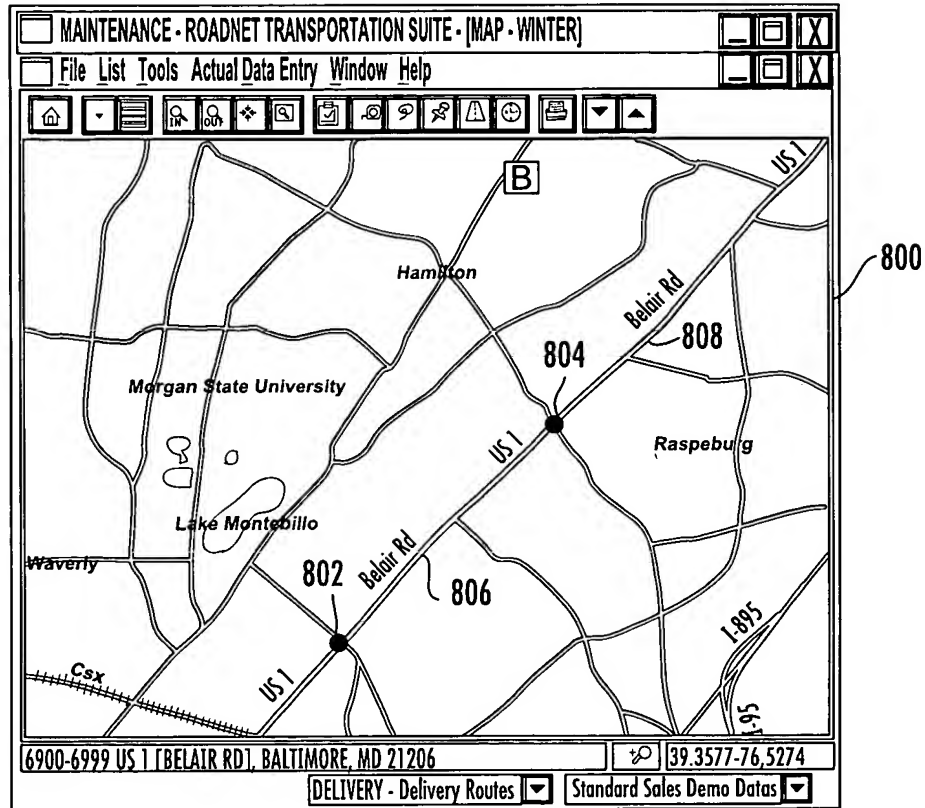 MAINTENANCE - ROADNET TRANSPORTATION SUITE - [MAP - WINTER]
_ X
File List Tools Actual Data Entry Window Help
_ X
IN OUT
US 1
B
800
Hamilton
Belair Rd
808
804
Morgan State University
US 1
Raspeburg
Lake Montebillo
Belair Rd
Waverly
802
806
I-895
Csx
US 1
I-95
6900-6999 US 1 [BELAIR RD], BALTIMORE, MD 21206
39.3577-76,5274
DELIVERY - Delivery Routes
Standard Sales Demo Datas